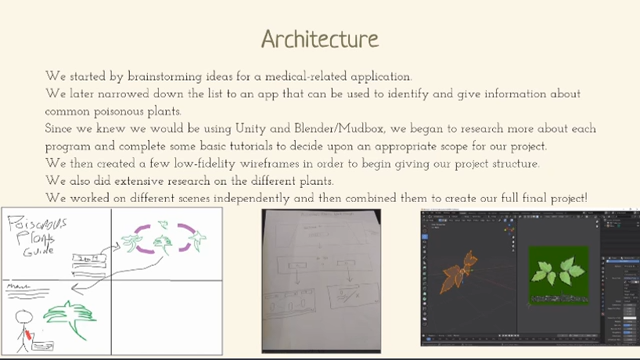 Architecture
We started by brainstorming ideas for a medical-related application.
We later narrowed down the list to an app that can be used to identify and give information about
common poisonous plants.
Since we knew we would be using Unity and Blender/Mudbox, we began to research more about each
program and complete some basic tutorials to decide upon an appropriate scope for our project.
We then created a few low-fidelity wireframes in order to begin giving our project structure.
We also did extensive research on the different plants.
We worked on different scenes independently and then combined them to create our full final project!
Poisonous
Plants
Guide